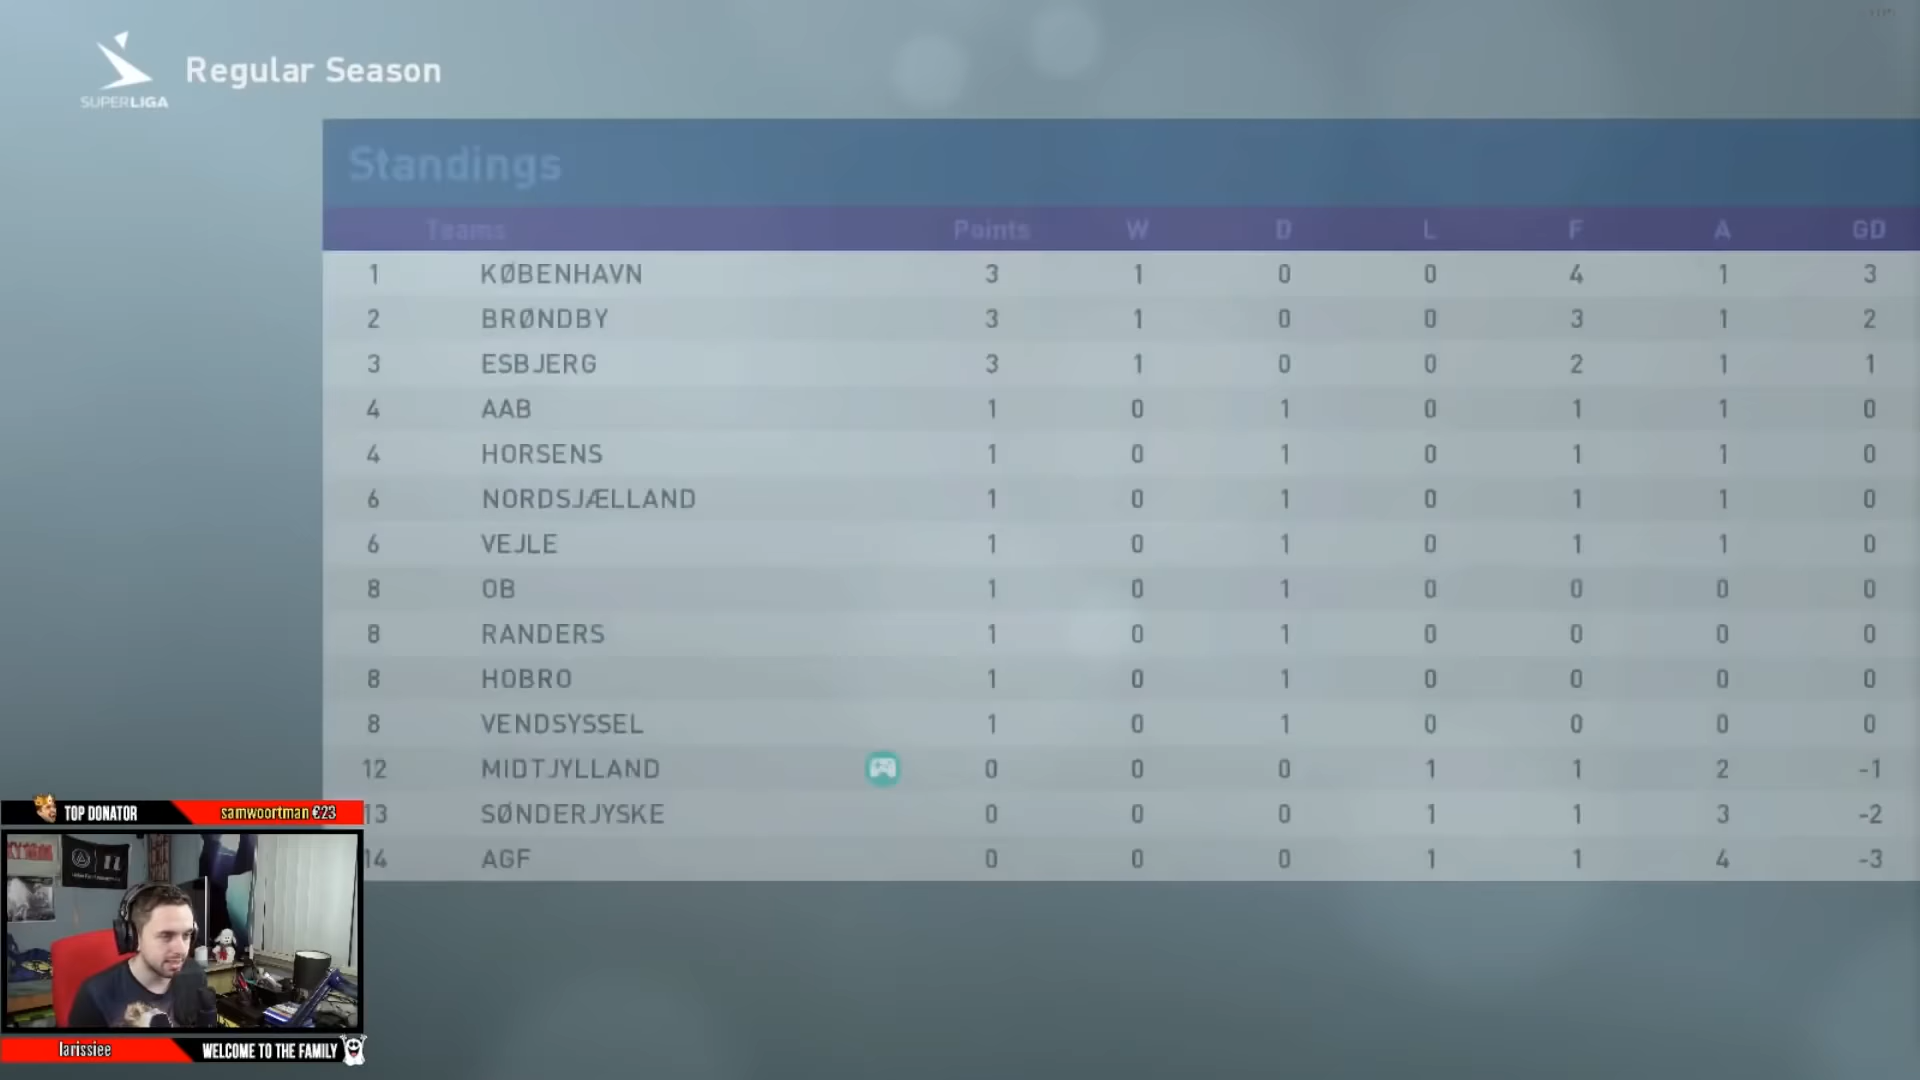 SUPERLIGA
Regular Season
Standings
Teams Points W D L F A GD
1 KØBENHAVN 3 1 0 0 4 1 3
2 BRØNDBY 3 1 0 0 3 1 2
3 ESBJERG 3 1 0 0 2 1 1
4 AAB 1 0 1 0 1 1 0
4 HORSENS 1 0 1 0 1 1 0
6 NORDSJÆLLAND 1 0 1 0 1 1 0
6 VEJLE 1 0 1 0 1 1 0
8 OB 1 0 1 0 0 0 0
8 RANDERS 1 0 1 0 0 0 0
8 HOBRO 1 0 1 0 0 0 0
8 VENDSYSSEL 1 0 1 0 0 0 0
12 MIDTJYLLAND 0 0 0 1 1 2 -1
13 SØNDERJYSKE 0 0 0 1 1 3 -2
14 AGF 0 0 0 1 1 4 -3
TOP DONATOR samwoortman €23
larissiee WELCOME TO THE FAMILY